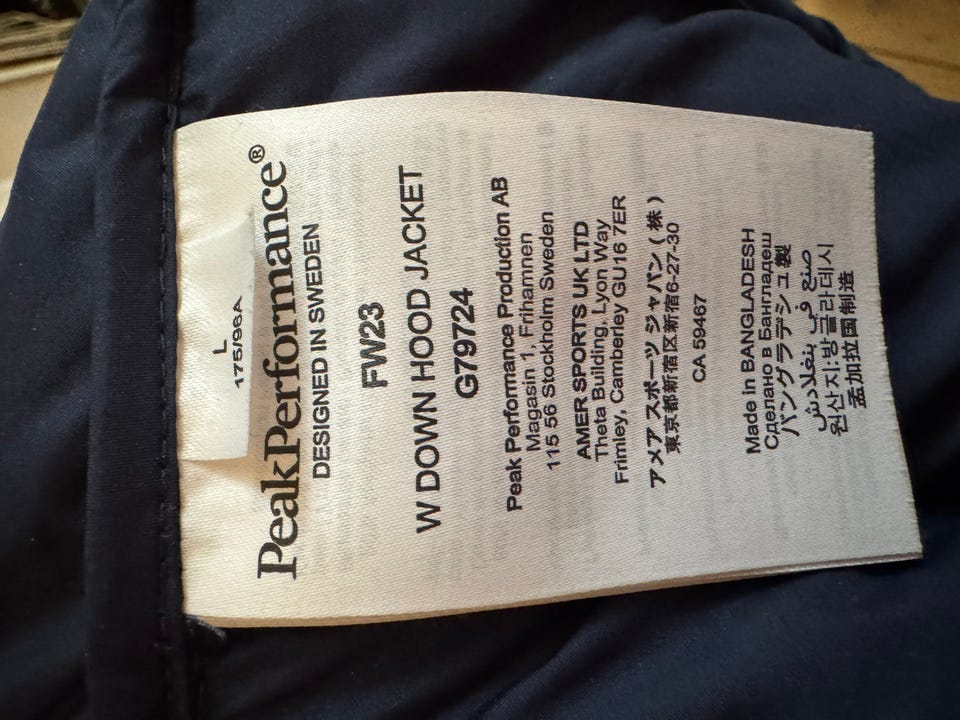 L
175/96A
PeakPerformance®
DESIGNED IN SWEDEN
FW23
W DOWN HOOD JACKET
G79724
Peak Performance Production AB
Magasin 1, Frihamnen
115 56 Stockholm Sweden
AMER SPORTS UK LTD
Theta Building, Lyon Way
Frimley, Camberley GU16 7ER
アメア スポーツ ジャパン ( 株 )
東京都新宿区新宿6-27-30
CA 59467
Made in BANGLADESH
Сделано в Бангладеш
バングラデシュ製
صنع في بنغلادش
원산지:방글라데시
孟加拉国制造